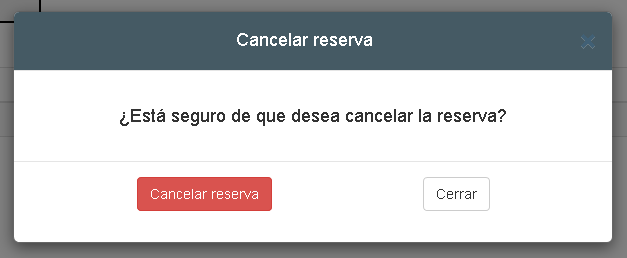 Cancelar reserva
¿Está seguro de que desea cancelar la reserva?
Cancelar reserva
Cerrar